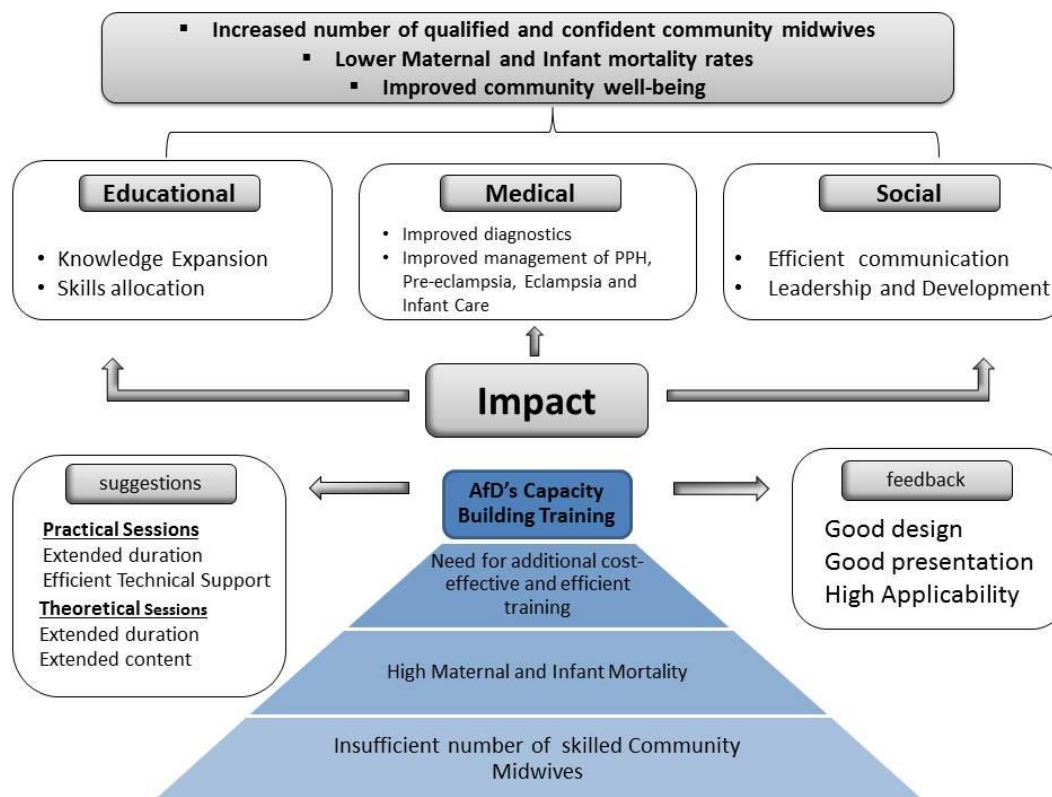 ▪ Increased number of qualified and confident community midwives
▪ Lower Maternal and Infant mortality rates
▪ Improved community well-being
Educational
• Knowledge Expansion
• Skills allocation
Medical
• Improved diagnostics
• Improved management of PPH,
Pre-eclampsia, Eclampsia and
Infant Care
Social
• Efficient communication
• Leadership and Development
Impact
suggestions
Practical Sessions
Extended duration
Efficient Technical Support
Theoretical Sessions
Extended duration
Extended content
AfD's Capacity
Building Training
Need for additional cost-
effective and efficient
training
High Maternal and Infant Mortality
Insufficient number of skilled Community
Midwives
feedback
Good design
Good presentation
High Applicability